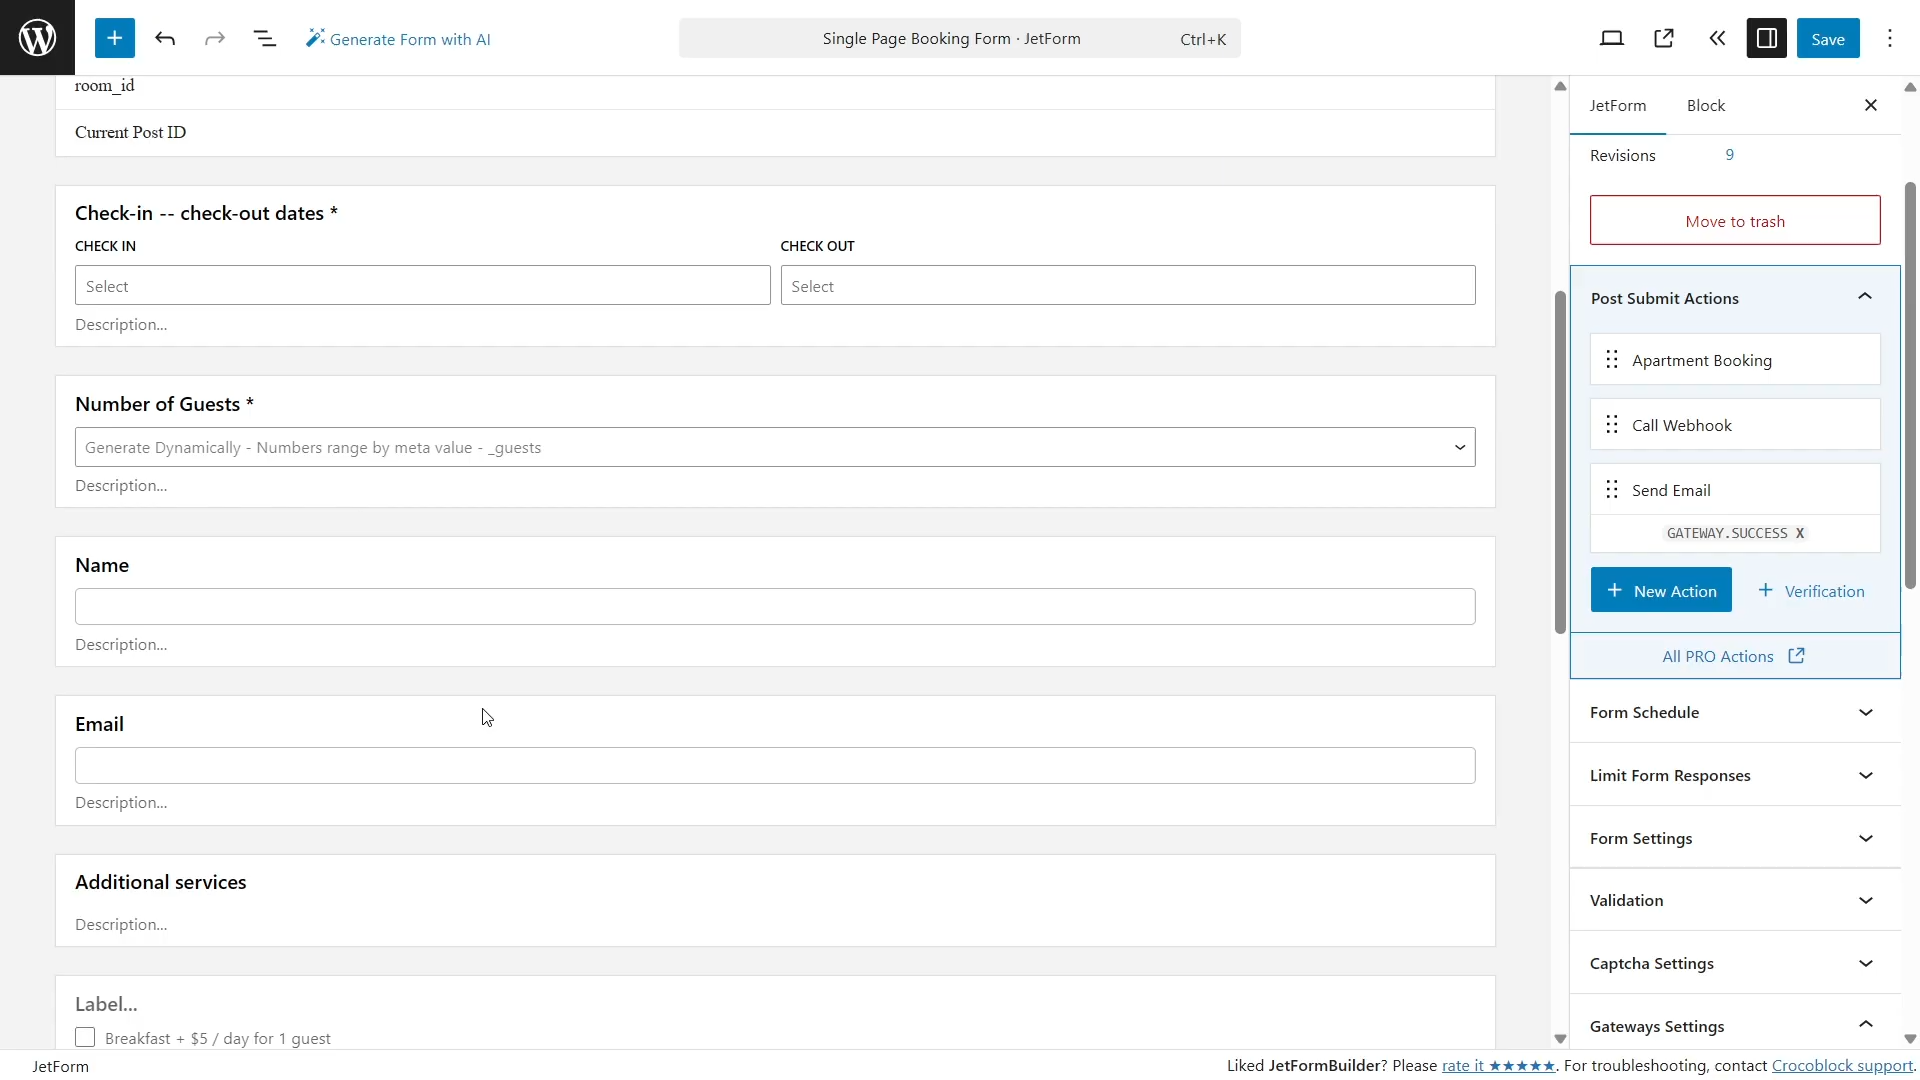 Generate Form with AI
Single Page Booking Form · JetForm
Ctrl+K
Save
room_id
Current Post ID
Check-in -- check-out dates *
CHECK IN
CHECK OUT
Select
Select
Description...
Number of Guests *
Generate Dynamically - Numbers range by meta value - _guests
Description...
Name
Description...
Email
Description...
Additional services
Description...
Label...
Breakfast + $5 / day for 1 guest
JetForm
Block
Revisions
9
Move to trash
Post Submit Actions
Apartment Booking
Call Webhook
Send Email
GATEWAY.SUCCESS X
New Action
Verification
All PRO Actions
Form Schedule
Limit Form Responses
Form Settings
Validation
Captcha Settings
Gateways Settings
JetForm
Liked JetFormBuilder? Please rate it ★★★★★. For troubleshooting, contact Crocoblock support.